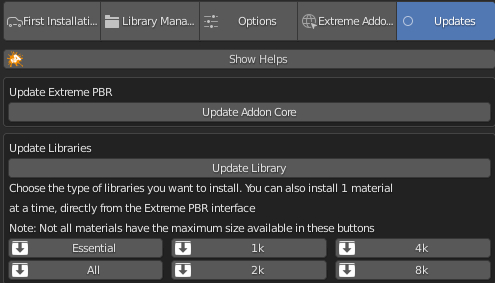 First Installati... Library Mana... Options Extreme Addo... Updates
Show Helps
Update Extreme PBR
Update Addon Core
Update Libraries
Update Library
Choose the type of libraries you want to install. You can also install 1 material
at a time, directly from the Extreme PBR interface
Note: Not all materials have the maximum size available in these buttons
Essential 1k 4k
All 2k 8k